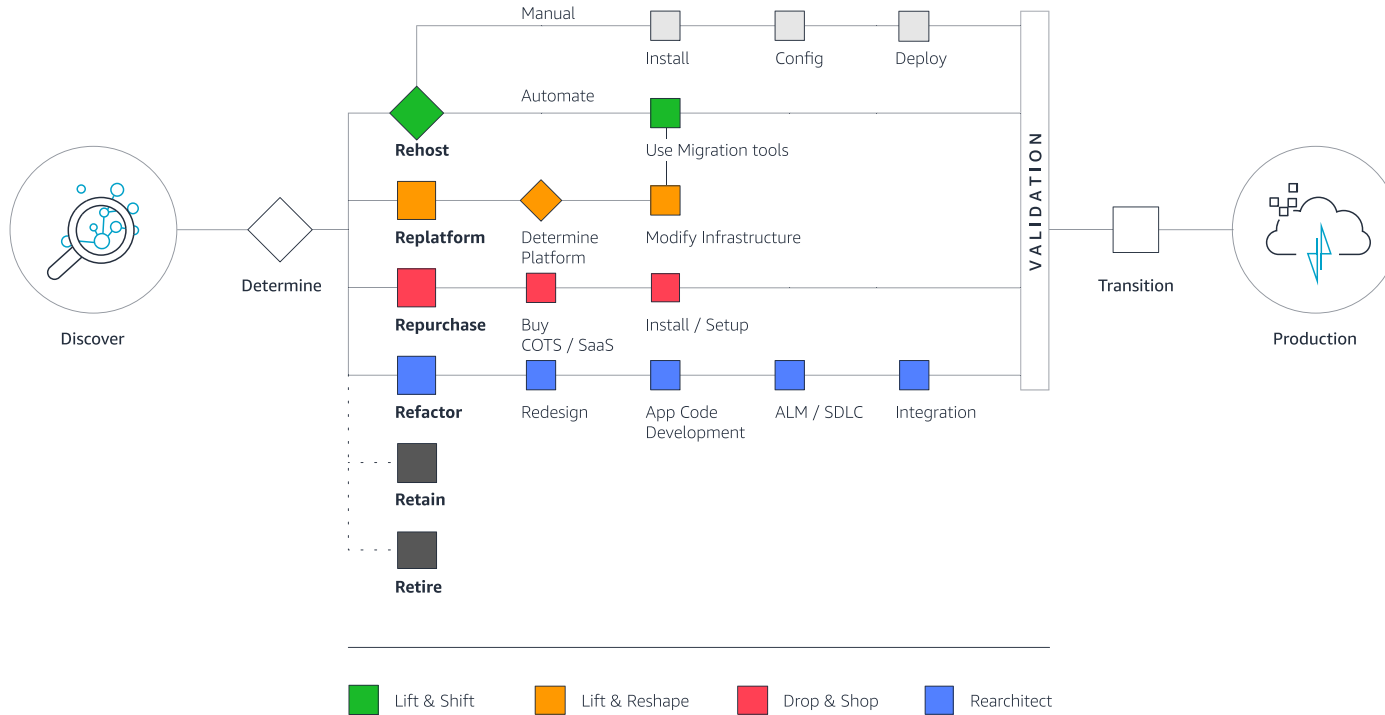 Manual
Install
Config
Deploy
Automate
Rehost
Use Migration tools
VALIDATION
Replatform
Determine
Platform
Modify Infrastructure
Determine
Transition
Repurchase
Buy
COTS / SaaS
Install / Setup
Discover
Production
Refactor
Redesign
App Code
Development
ALM / SDLC
Integration
Retain
Retire
Lift & Shift
Lift & Reshape
Drop & Shop
Rearchitect